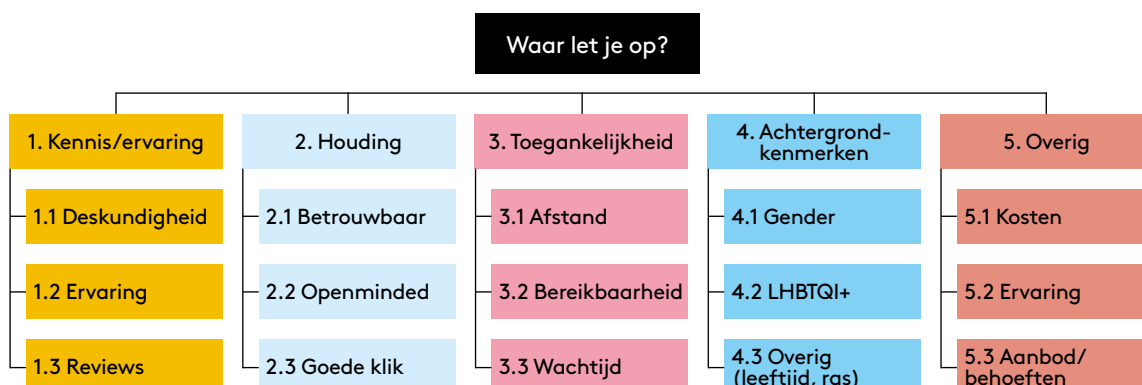 Waar let je op?
1. Kennis/ervaring
1.1 Deskundigheid
1.2 Ervaring
1.3 Reviews
2. Houding
2.1 Betrouwbaar
2.2 Openminded
2.3 Goede klik
3. Toegankelijkheid
3.1 Afstand
3.2 Bereikbaarheid
3.3 Wachtijd
4. Achtergrond-
kenmerken
4.1 Gender
4.2 LHBTQI+
4.3 Overig
(leeftijd, ras)
5. Overig
5.1 Kosten
5.2 Ervaring
5.3 Aanbod/
behoeften